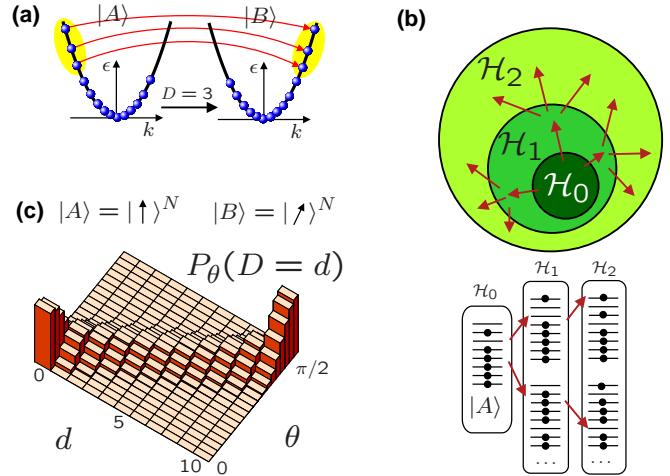 (a)
|A⟩
|B⟩
ϵ
D = 3
ϵ
k
k
(b)
ℋ₂
ℋ₁
ℋ₀
(c)
|A⟩ = |↑⟩ᴺ
|B⟩ = |↗⟩ᴺ
P_θ(D = d)
0
5
10
d
0
π/2
θ
ℋ₀
ℋ₁
ℋ₂
|A⟩
...
...